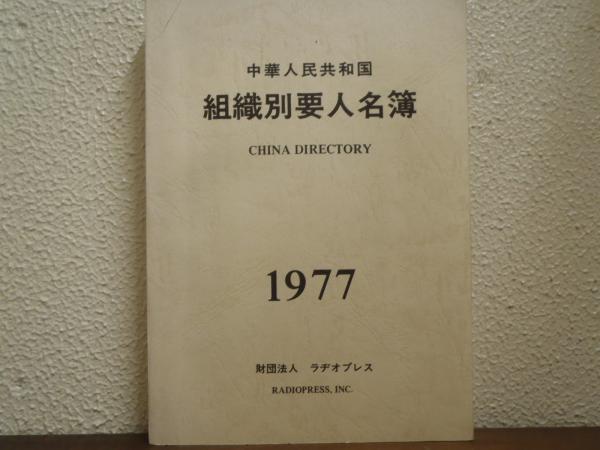 中華人民共和国
組織別要人名簿
CHINA DIRECTORY
1977
財団法人 ラヂオプレス
RADIOPRESS, INC.